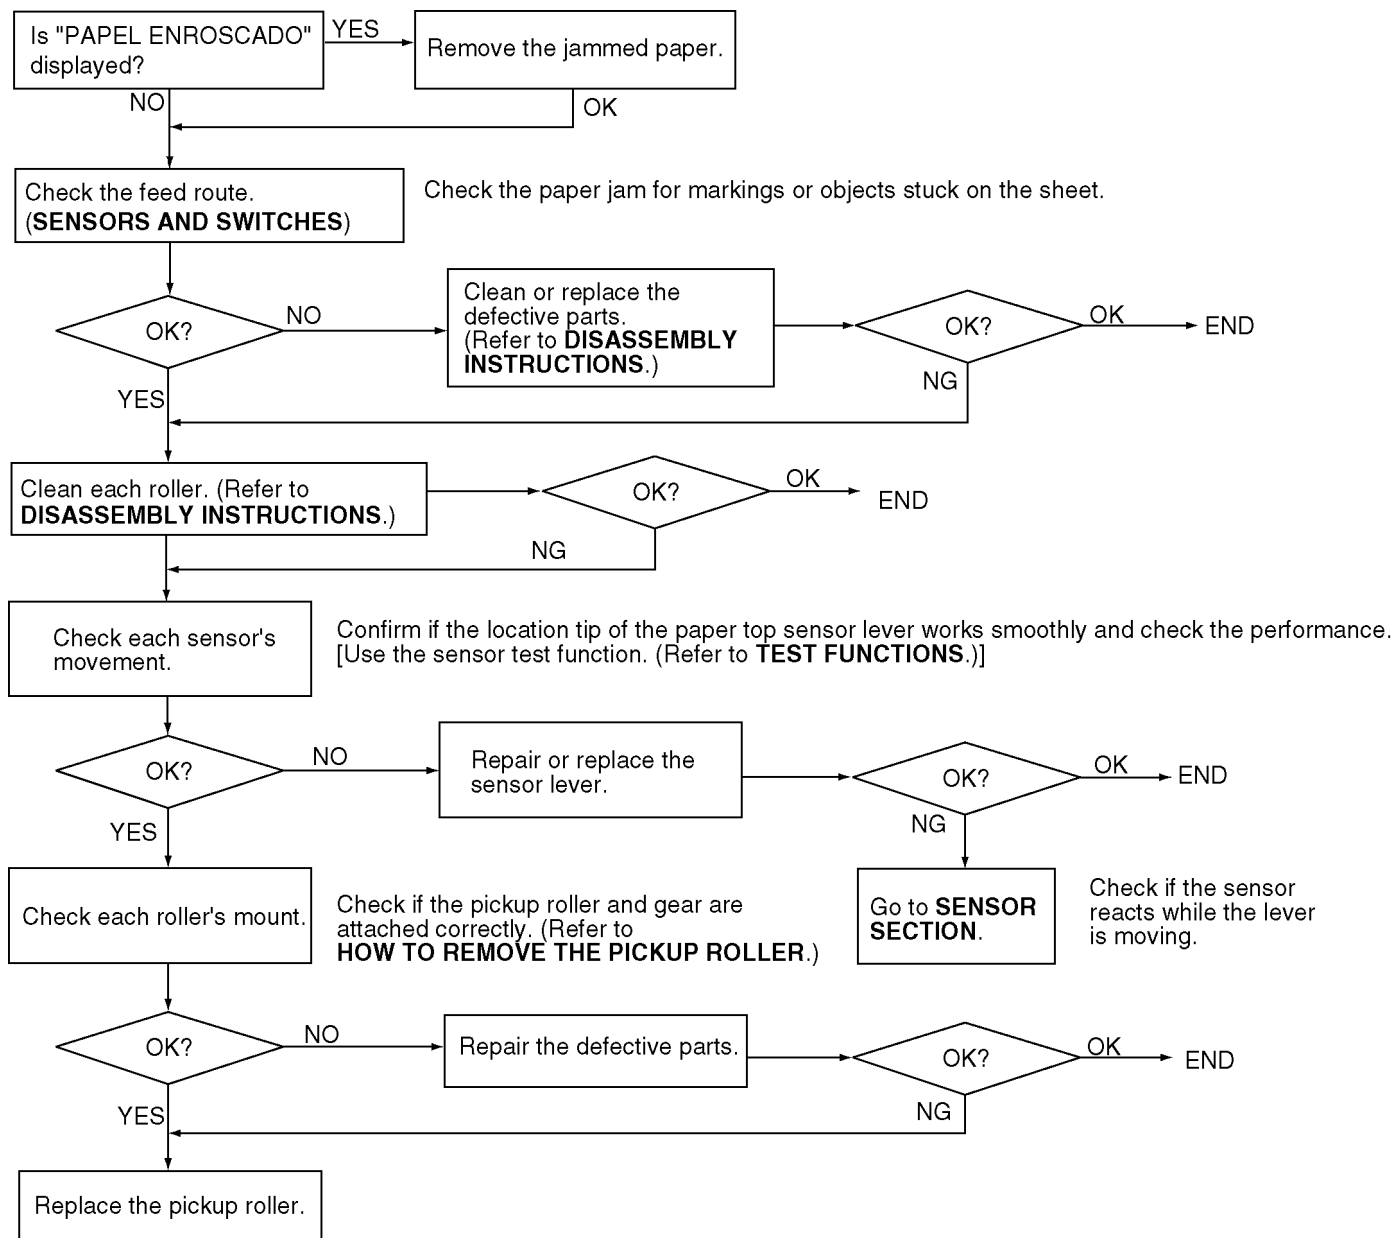 Is "PAPEL ENROSCADO"
displayed?
YES
Remove the jammed paper.
NO
OK
Check the feed route.
(SENSORS AND SWITCHES)
Check the paper jam for markings or objects stuck on the sheet.
OK?
NO
Clean or replace the
defective parts.
(Refer to DISASSEMBLY
INSTRUCTIONS.)
OK?
OK
END
YES
NG
Clean each roller. (Refer to
DISASSEMBLY INSTRUCTIONS.)
OK?
OK
END
NG
Check each sensor's
movement.
Confirm if the location tip of the paper top sensor lever works smoothly and check the performance.
[Use the sensor test function. (Refer to TEST FUNCTIONS.)]
OK?
NO
Repair or replace the
sensor lever.
OK?
OK
END
YES
NG
Check each roller's mount.
Check if the pickup roller and gear are
attached correctly. (Refer to
HOW TO REMOVE THE PICKUP ROLLER.)
Go to SENSOR
SECTION.
Check if the sensor
reacts while the lever
is moving.
OK?
NO
Repair the defective parts.
OK?
OK
END
YES
NG
Replace the pickup roller.